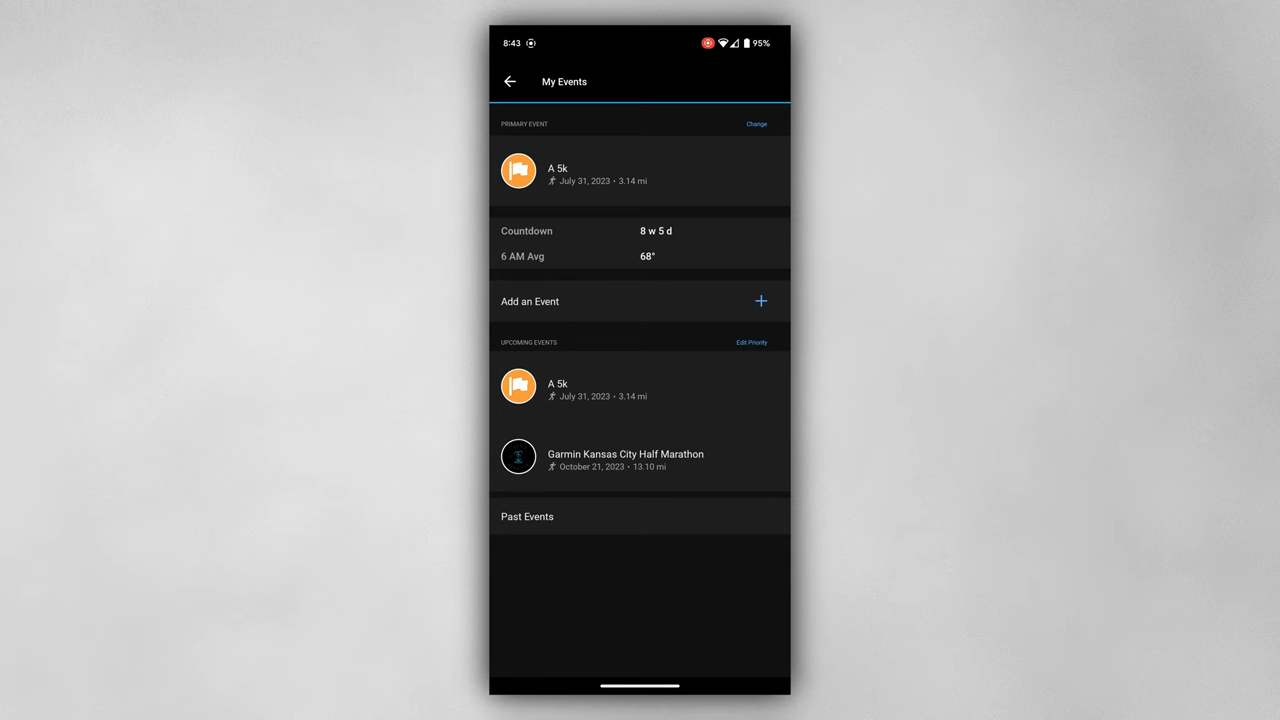 8:43
95%
My Events
PRIMARY EVENT
Change
A 5k
July 31, 2023 • 3.14 mi
Countdown
8 w 5 d
6 AM Avg
68°
Add an Event
UPCOMING EVENTS
Edit Priority
A 5k
July 31, 2023 • 3.14 mi
Garmin Kansas City Half Marathon
October 21, 2023 • 13.10 mi
Past Events